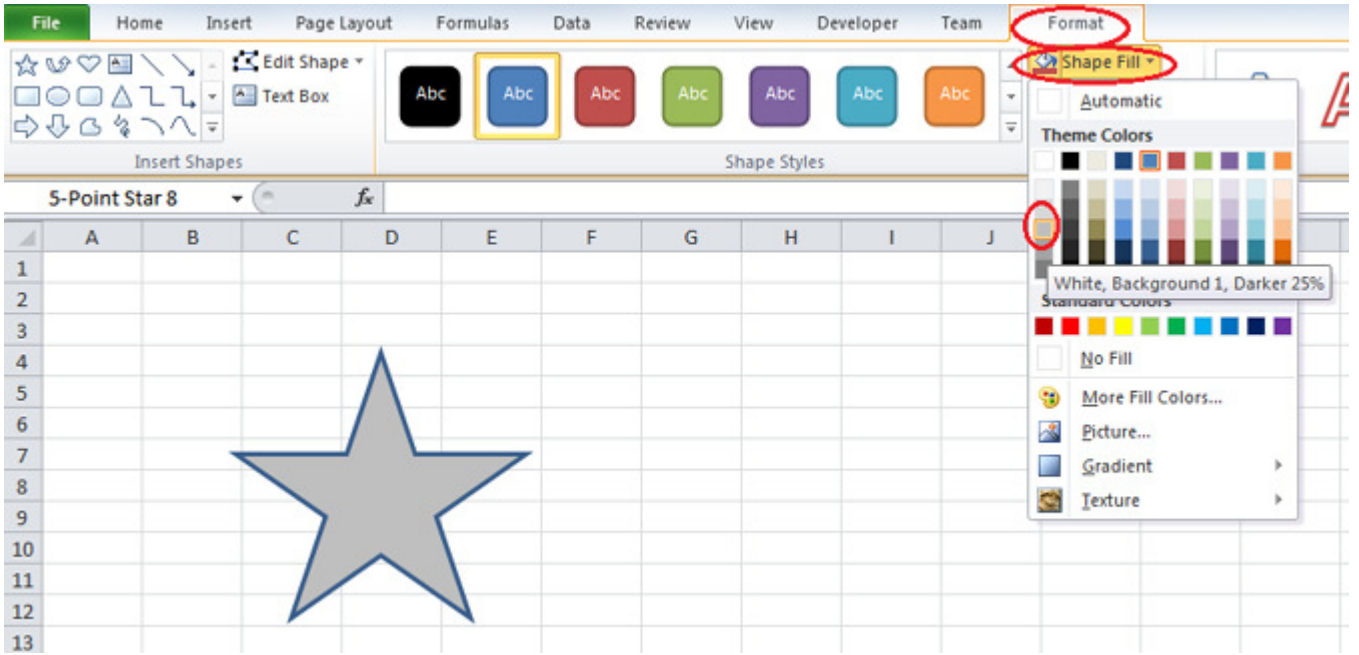 File Home Insert Page Layout Formulas Data Review View Developer Team Format
Edit Shape
Text Box
Insert Shapes
Abc Abc Abc Abc Abc Abc Abc
Shape Styles
Shape Fill
Automatic
Theme Colors
White, Background 1, Darker 25%
Standard Colors
No Fill
More Fill Colors...
Picture...
Gradient
Texture
5-Point Star 8 fx
A B C D E F G H I J
1
2
3
4
5
6
7
8
9
10
11
12
13